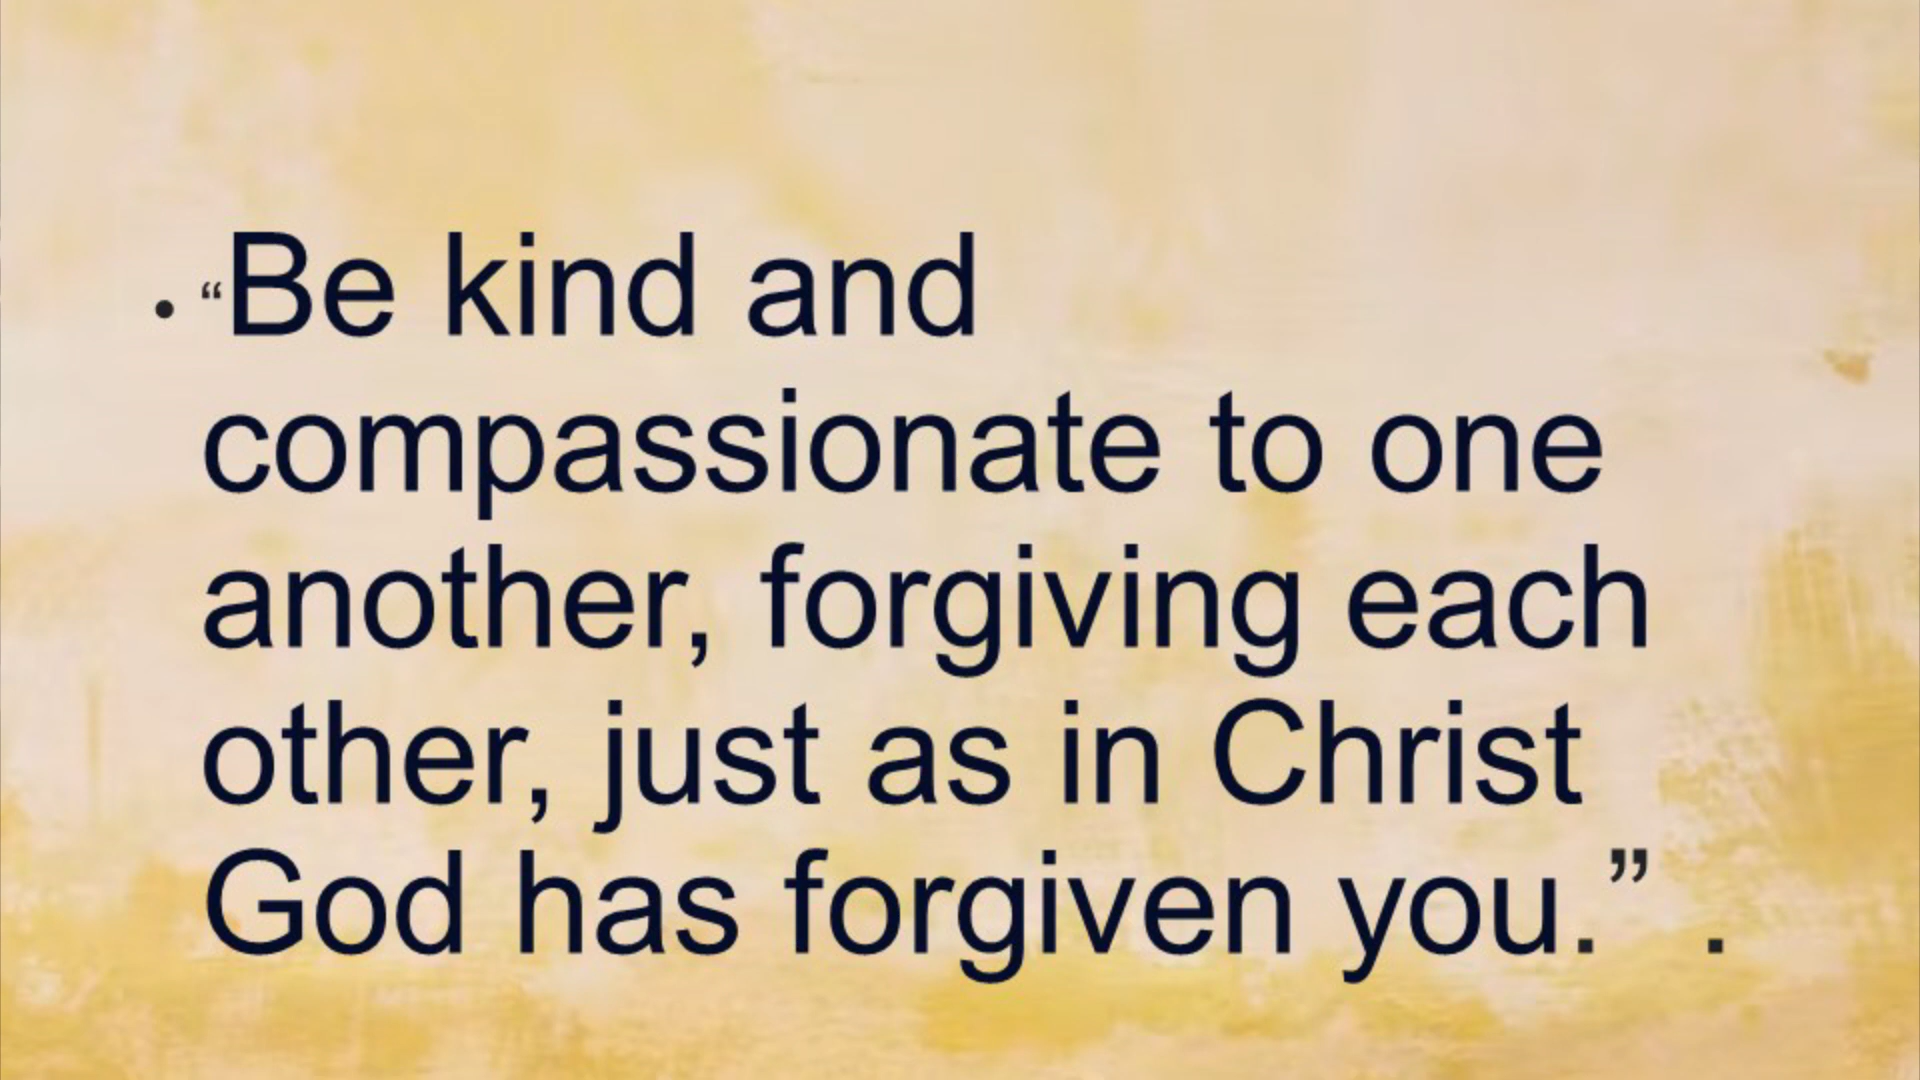 • “Be kind and
compassionate to one
another, forgiving each
other, just as in Christ
God has forgiven you.” .